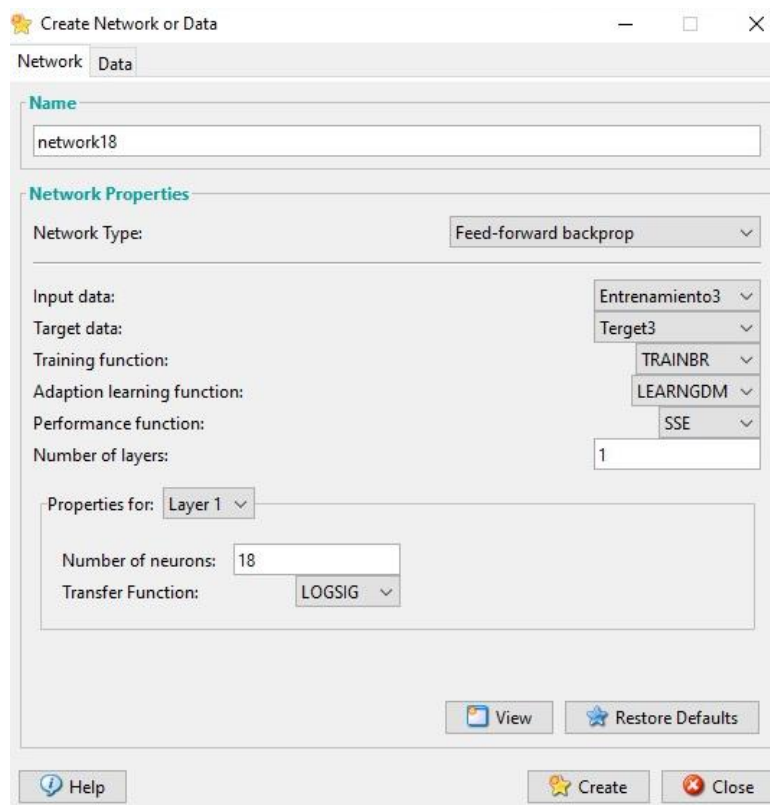 Create Network or Data
Network Data
Name
network18
Network Properties
Network Type: Feed-forward backprop
Input data: Entrenamiento3
Target data: Terget3
Training function: TRAINBR
Adaption learning function: LEARNGDM
Performance function: SSE
Number of layers: 1
Properties for: Layer 1
Number of neurons: 18
Transfer Function: LOGSIG
View Restore Defaults
Help Create Close